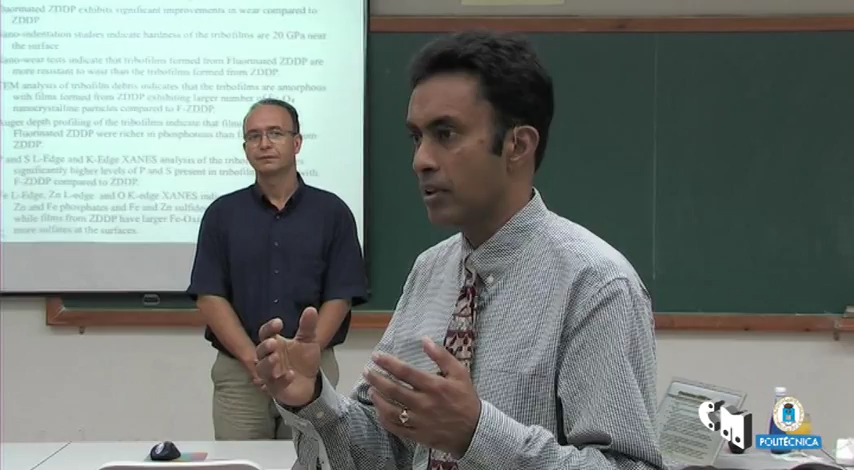 Fluorinated ZDDP exhibits significant improvements in wear compared to
ZDDP
Nano-indentation studies indicate hardness of the tribofilms are 20 GPa near
the surface
Nano-wear tests indicate that tribofilms formed from Fluorinated ZDDP are
more resistant to wear than the tribofilms formed from ZDDP.
TEM analysis of tribofilm debris indicates that the tribofilms are amorphous
with films formed from ZDDP exhibiting larger number of Fe₃O₄
nanocrystalline particles compared to F-ZDDP.
Auger depth profiling of the tribofilms indicate that films
Fluorinated ZDDP were richer in phosphorous than
ZDDP.
P and S L-Edge and K-Edge XANES analysis of the
significantly higher levels of P and S present in with
F-ZDDP compared to ZDDP.
Fe L-Edge, Zn L-edge and O K-edge XANES
Zn and Fe phosphates and Fe and Zn
while films from ZDDP have larger
more sulfates at the surfaces.
POLITÉCNICA